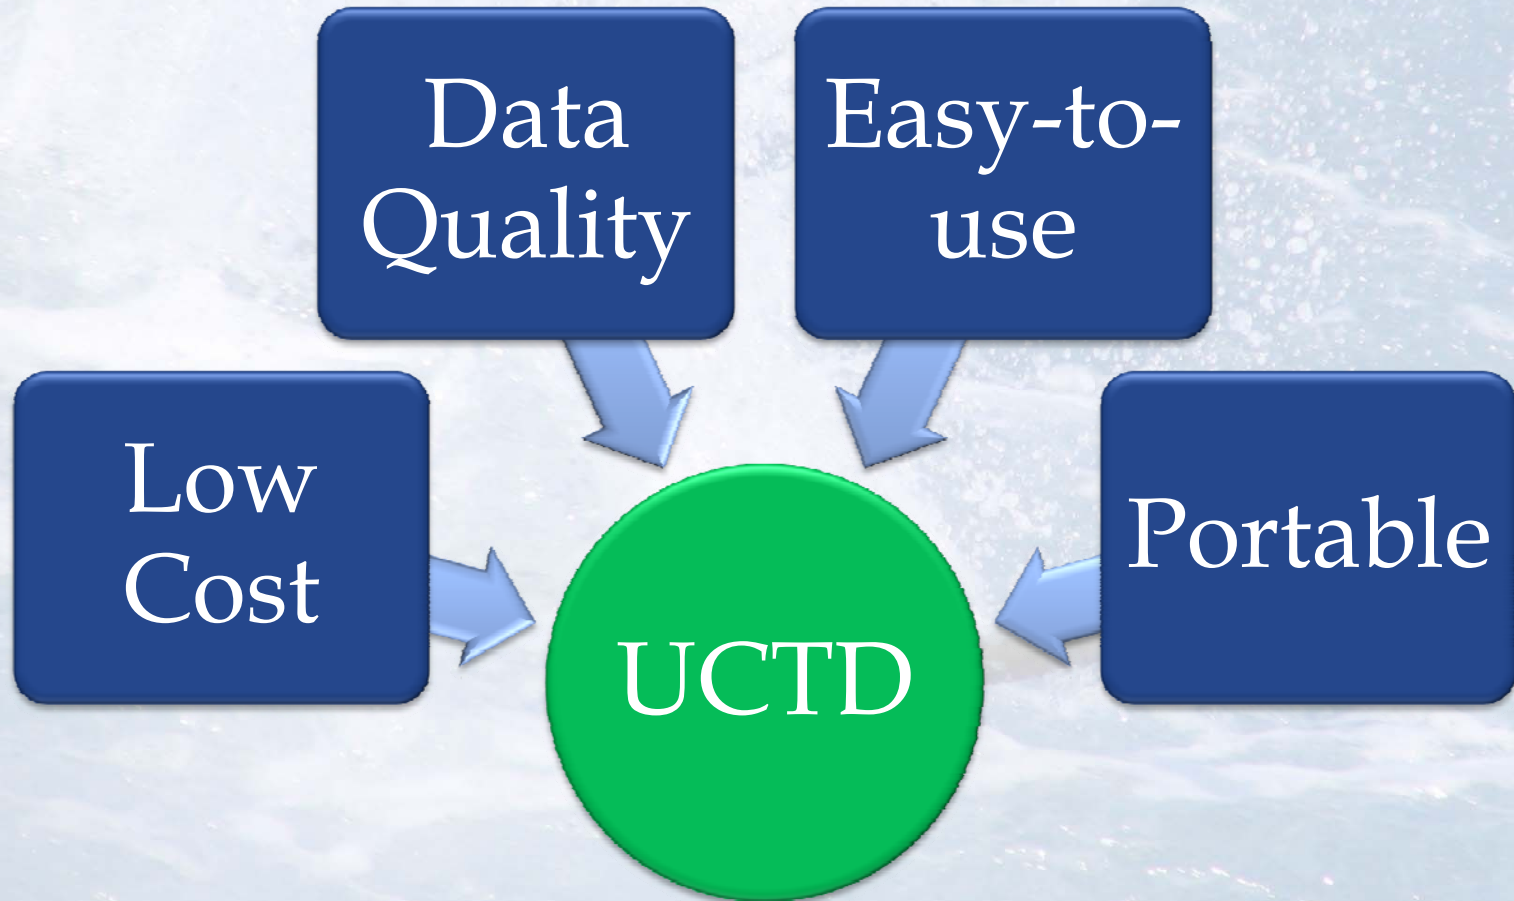 Data
Quality
Easy-to-
use
Low
Cost
Portable
UCTD